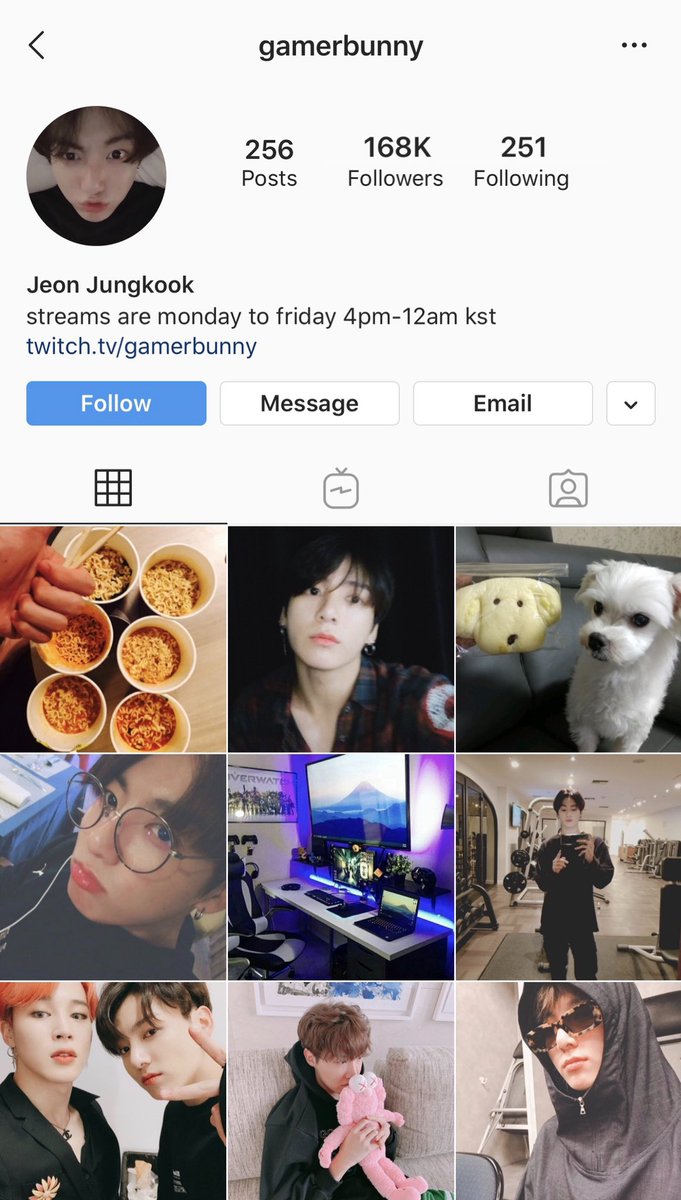 gamerbunny
256
168K
251
Posts
Followers
Following
Jeon Jungkook
streams are monday to friday 4pm-12am kst
twitch.tv/gamerbunny
Follow
Message
Email
OVERWATCH